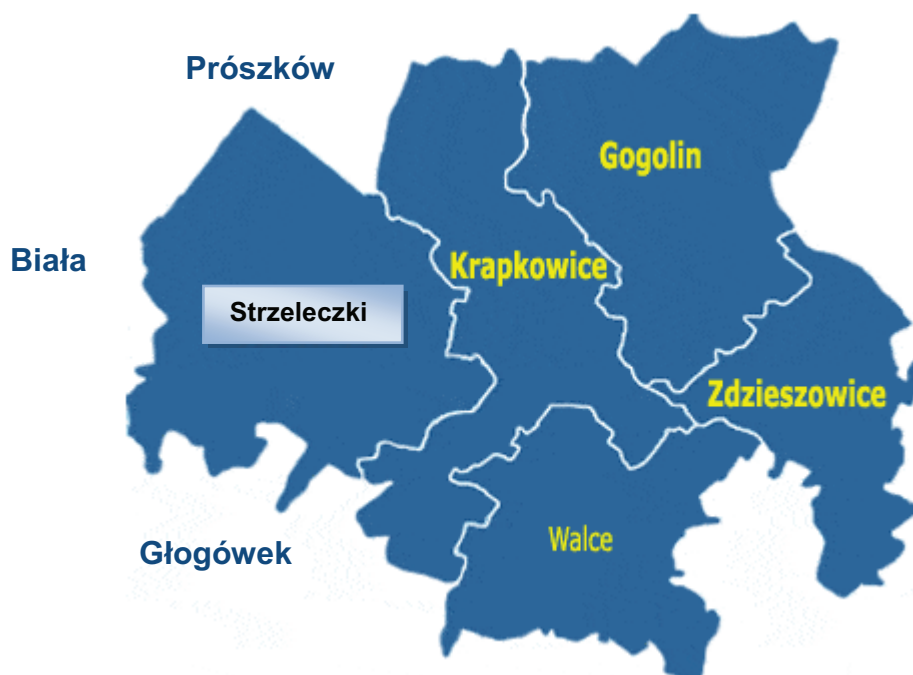 Prószków
Gogolin
Biała
Krapkowice
Strzeleczki
Zdzieszowice
Walce
Głogówek